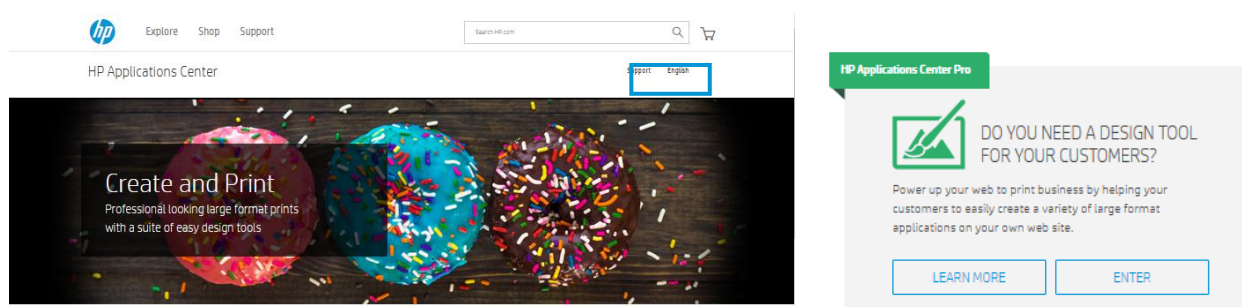 hp
Explore Shop Support
Search HP.com
HP Applications Center
Support English
Create and Print
Professional looking large format prints
with a suite of easy design tools
HP Applications Center Pro
DO YOU NEED A DESIGN TOOL
FOR YOUR CUSTOMERS?
Power up your web to print business by helping your
customers to easily create a variety of large format
applications on your own web site.
LEARN MORE ENTER